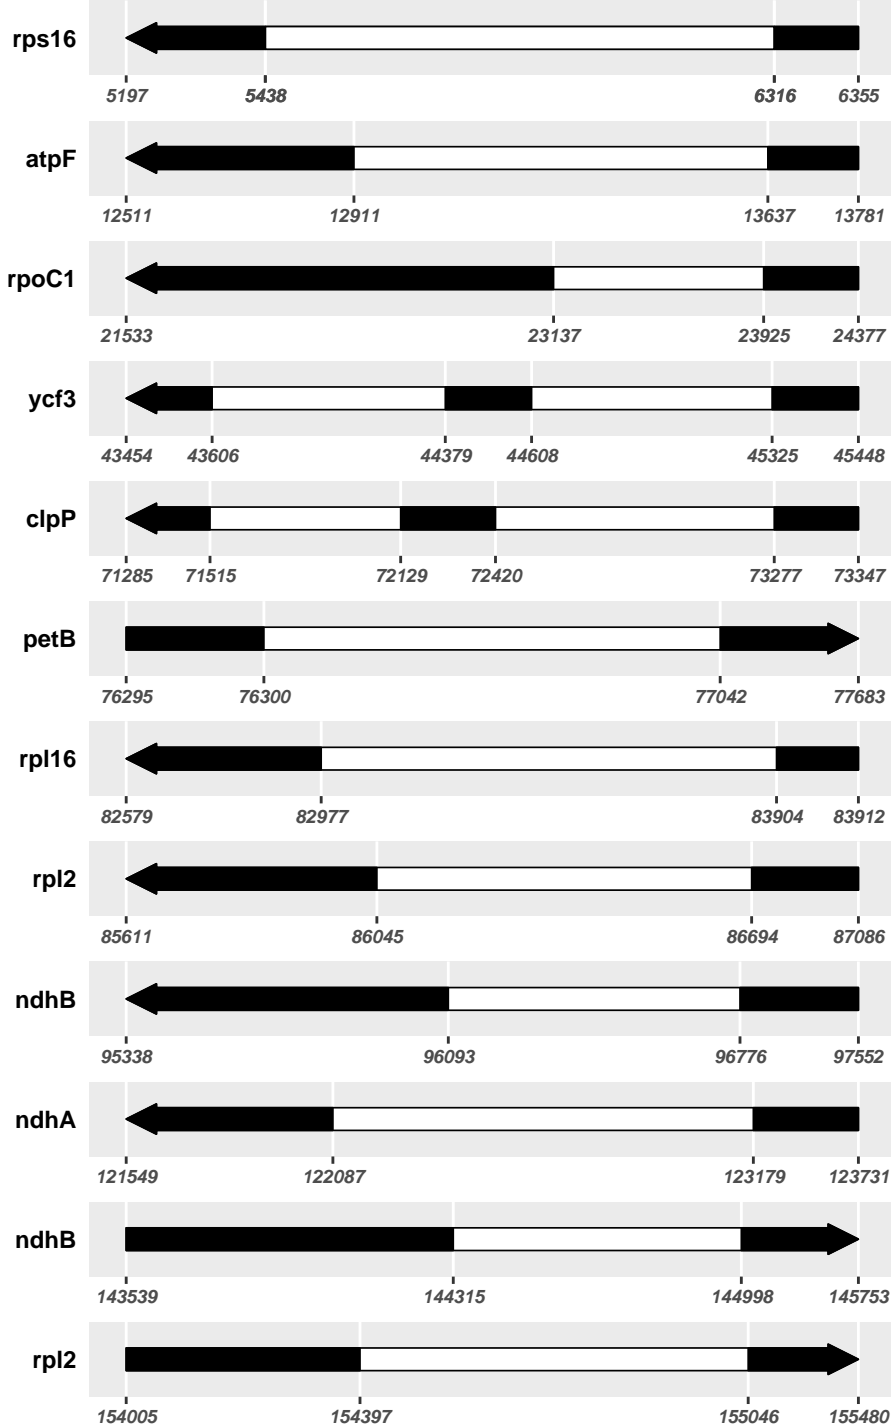 rps16
5197 5438 6316 6355
atpF
12511 12911 13637 13781
rpoC1
21533 23137 23925 24377
ycf3
43454 43606 44379 44608 45325 45448
clpP
71285 71515 72129 72420 73277 73347
petB
76295 76300 77042 77683
rpl16
82579 82977 83904 83912
rpl2
85611 86045 86694 87086
ndhB
95338 96093 96776 97552
ndhA
121549 122087 123179 123731
ndhB
143539 144315 144998 145753
rpl2
154005 154397 155046 155480